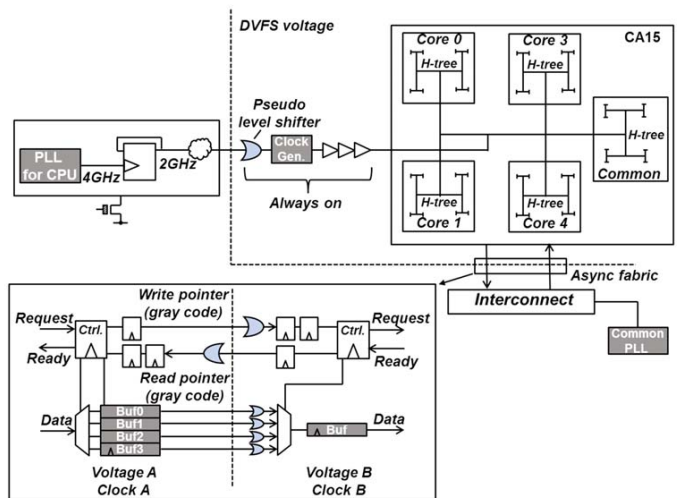 DVFS voltage
Core 0
Core 3
CA15
H-tree
H-tree
Pseudo
level shifter
PLL
for CPU
4GHz
2GHz
Clock
Gen.
Always on
H-tree
Common
H-tree
H-tree
Core 1
Core 4
Async fabric
Interconnect
Common
PLL
Write pointer
(gray code)
Request
Ctrl.
Ctrl.
Request
Ready
Ready
Read pointer
(gray code)
Data
Buf0
Buf1
Buf2
Buf3
Buf
Data
Voltage A
Clock A
Voltage B
Clock B